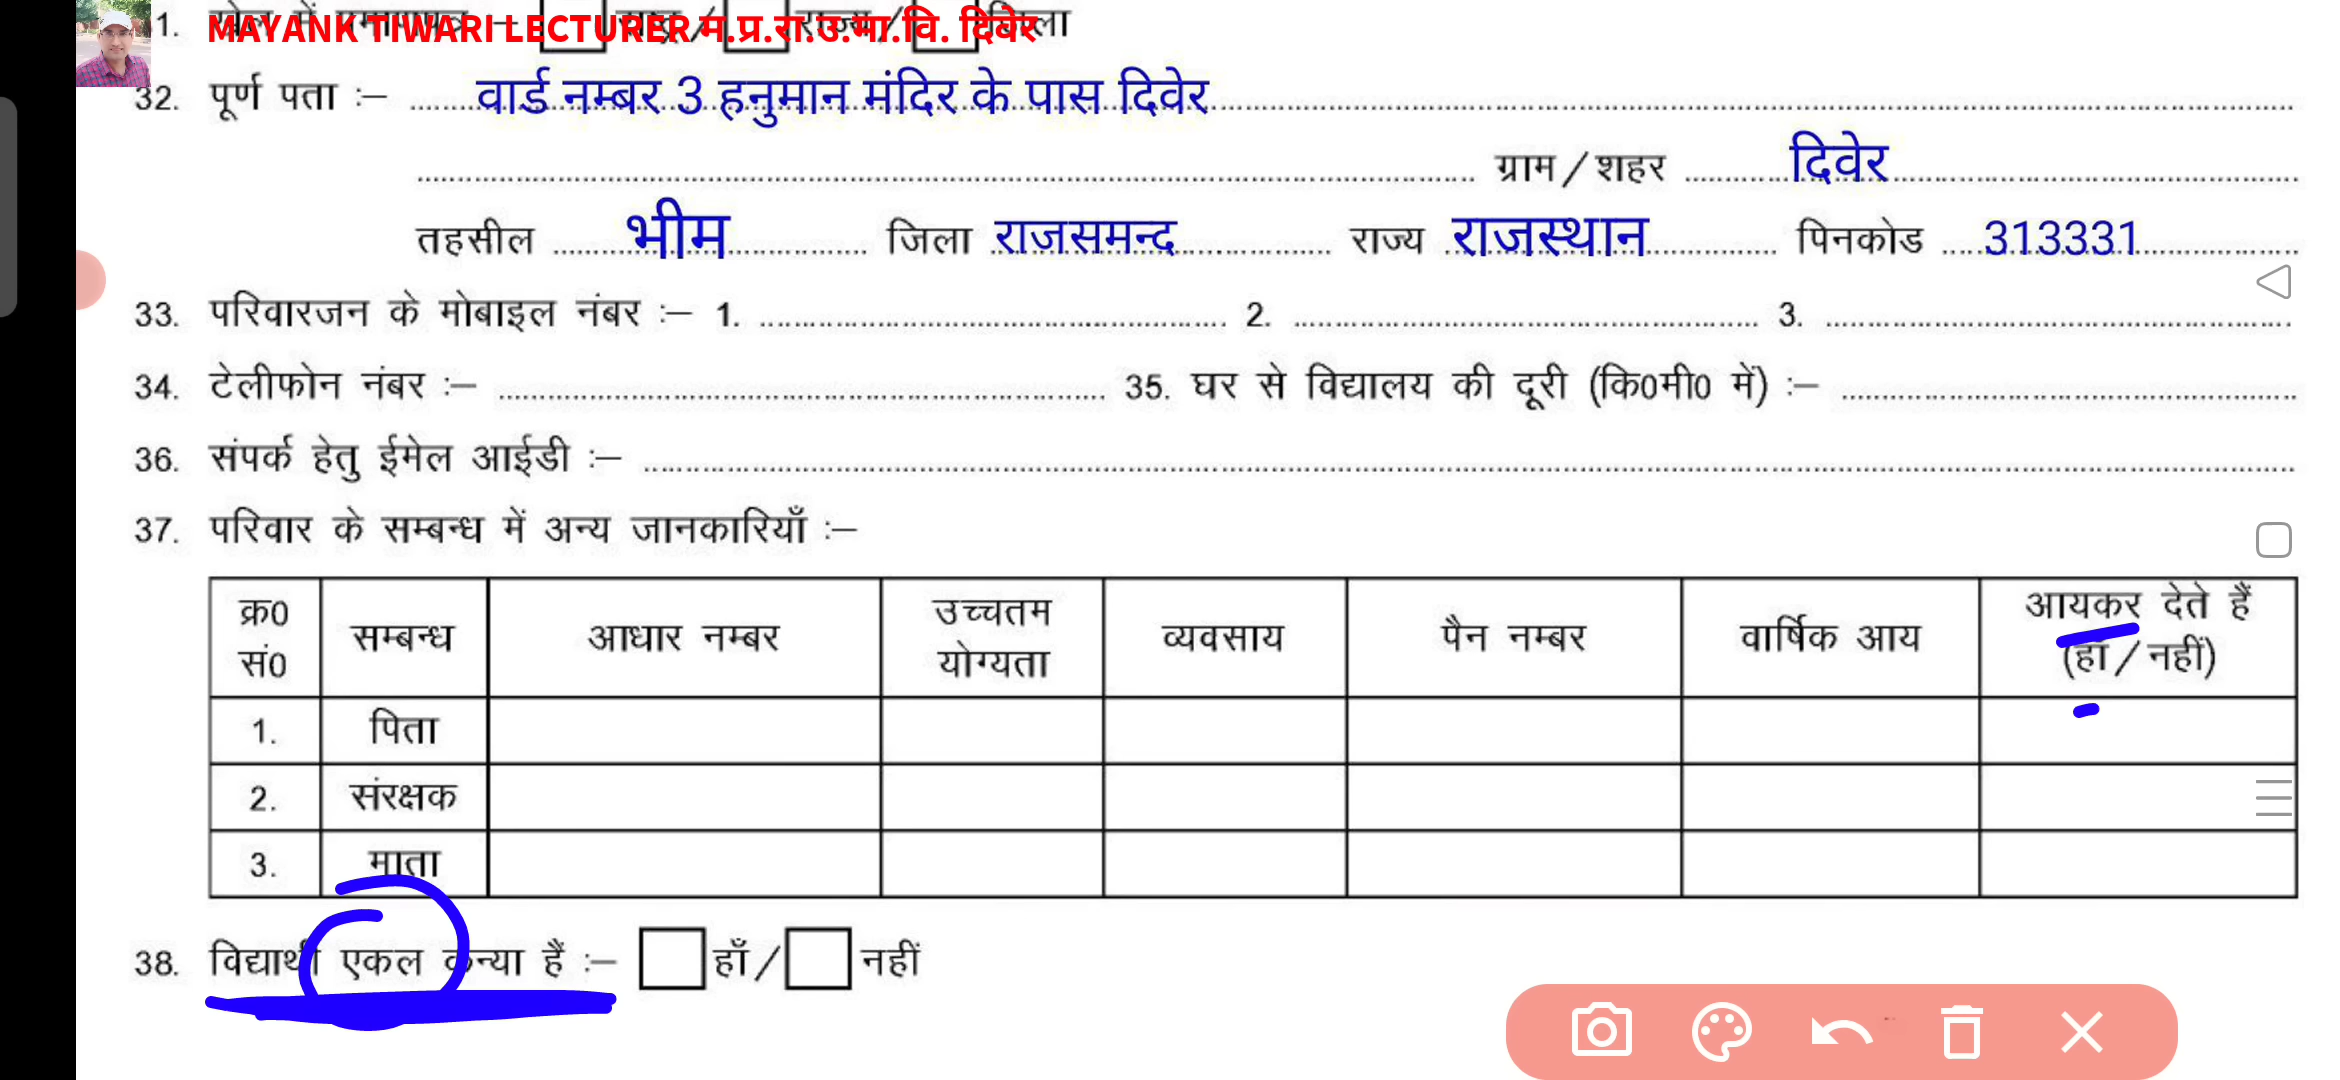 MAYANK TIWARI LECTURER म.प्र.रा.उ.मा.वि. दिवेर
1. खेल में – राष्ट्र / राज्य / जिला
32. पूर्ण पता :– वार्ड नम्बर 3 हनुमान मंदिर के पास दिवेर
ग्राम / शहर दिवेर
तहसील भीम जिला राजसमन्द राज्य राजस्थान पिनकोड 313331
33. परिवारजन के मोबाइल नंबर :– 1. 2. 3.
34. टेलीफोन नंबर :– 35. घर से विद्यालय की दूरी (कि0मी0 में) :–
36. संपर्क हेतु ईमेल आईडी :–
37. परिवार के सम्बन्ध में अन्य जानकारियाँ :–
क्र0 सं0 सम्बन्ध आधार नम्बर उच्चतम योग्यता व्यवसाय पैन नम्बर वार्षिक आय आयकर देते हैं (हाँ / नहीं)
1. पिता
2. संरक्षक
3. माता
38. विद्यार्थी एकल कन्या हैं :– हाँ / नहीं